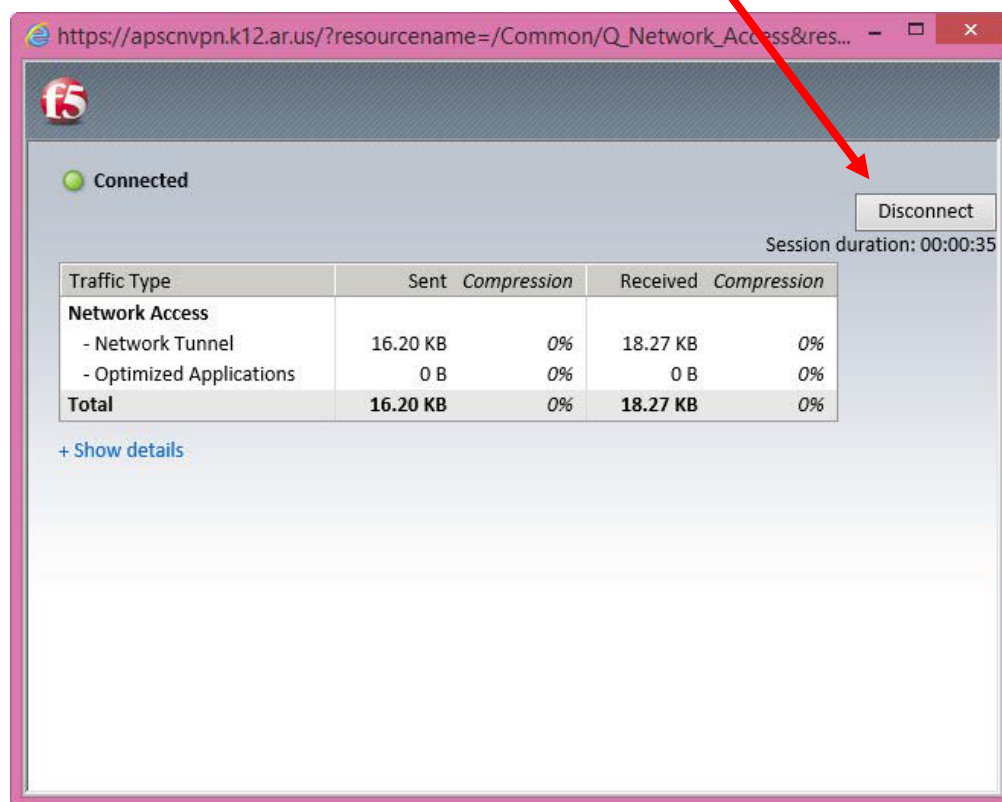 https://apscnvpn.k12.ar.us/?resourcename=/Common/Q_Network_Access&res...
f5
Connected
Disconnect
Session duration: 00:00:35
Traffic Type Sent Compression Received Compression
Network Access
- Network Tunnel 16.20 KB 0% 18.27 KB 0%
- Optimized Applications 0 B 0% 0 B 0%
Total 16.20 KB 0% 18.27 KB 0%
+ Show details